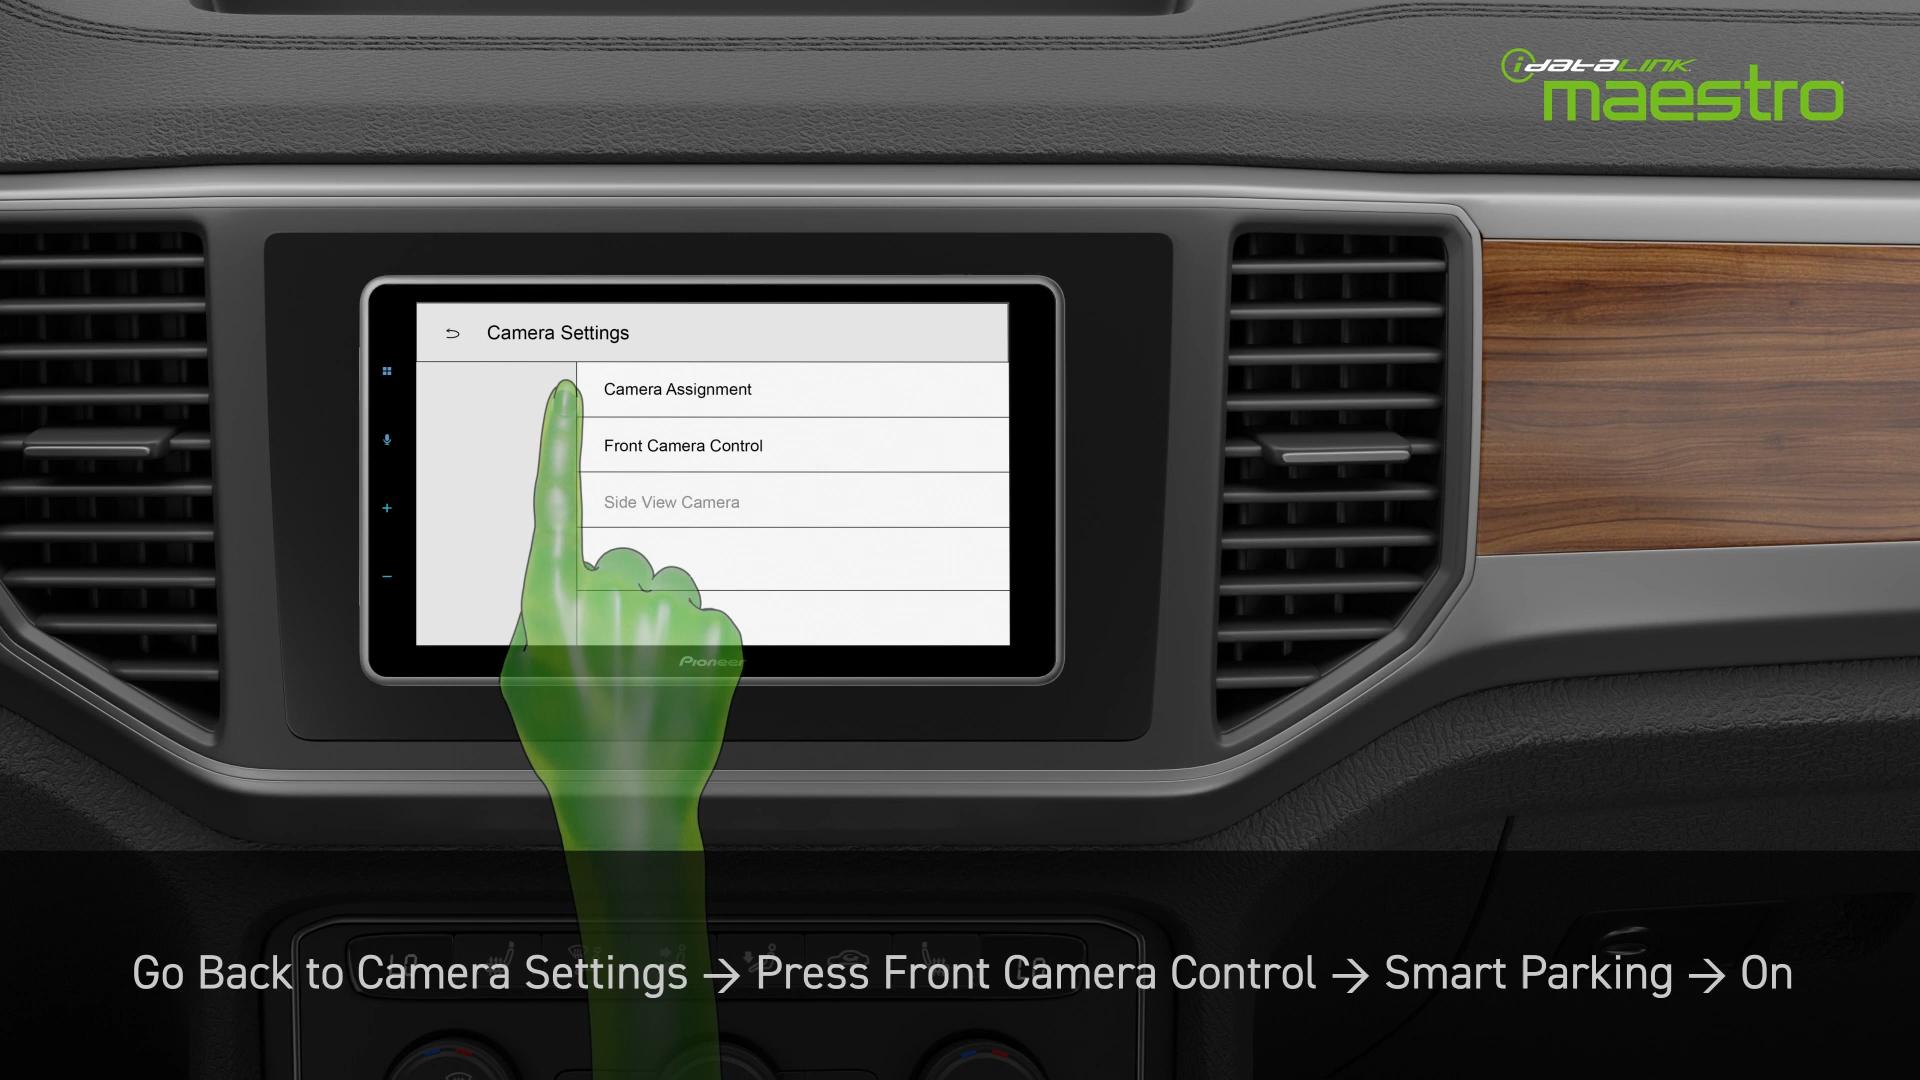 idataLINK
maestro
Camera Settings
Camera Assignment
Front Camera Control
Side View Camera
Pioneer
Go Back to Camera Settings → Press Front Camera Control → Smart Parking → On